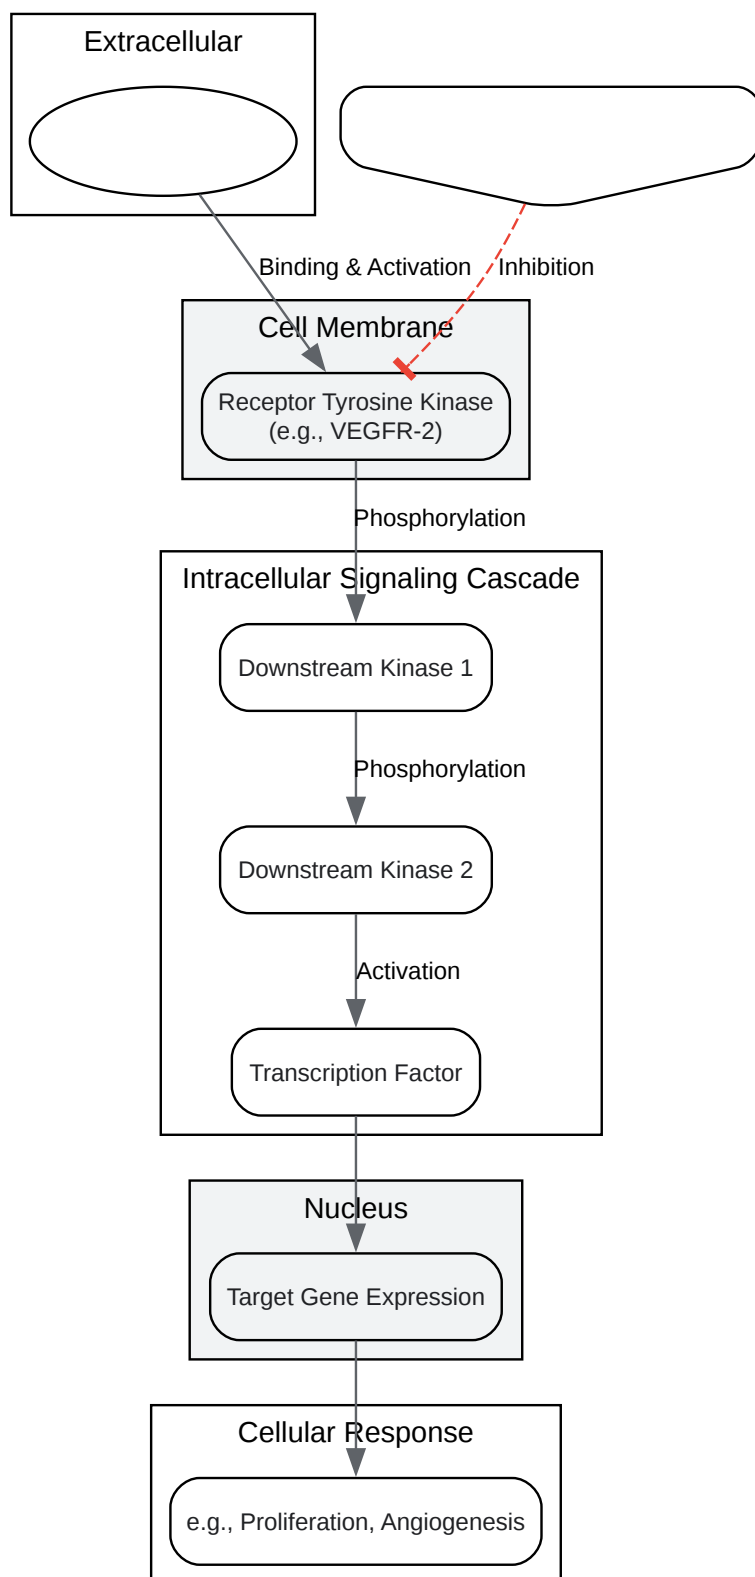 Extracellular
Binding & Activation
Inhibition
Cell Membrane
Receptor Tyrosine Kinase
(e.g., VEGFR-2)
Phosphorylation
Intracellular Signaling Cascade
Downstream Kinase 1
Phosphorylation
Downstream Kinase 2
Activation
Transcription Factor
Nucleus
Target Gene Expression
Cellular Response
e.g., Proliferation, Angiogenesis